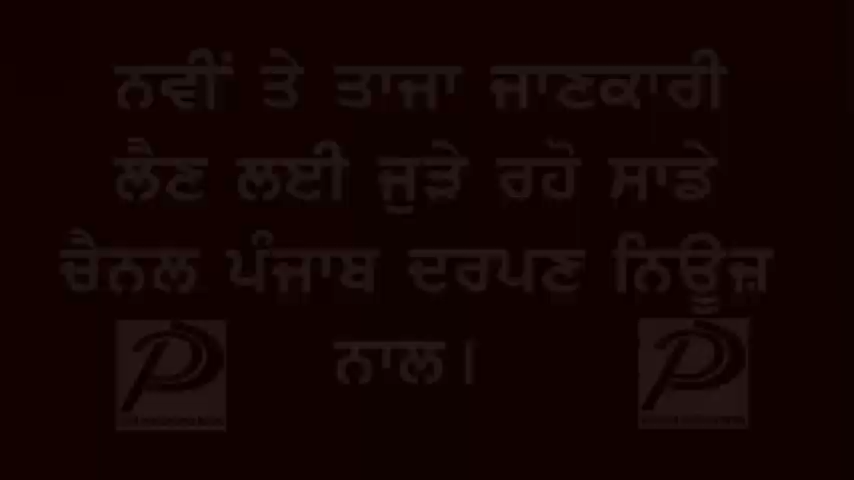 ਨਵੀਂ ਤੇ ਤਾਜਾ ਜਾਣਕਾਰੀ
ਲੈਣ ਲਈ ਜੁੜੇ ਰਹੋ ਸਾਡੇ
ਚੈਨਲ ਪੰਜਾਬ ਦਰਪਣ ਨਿਊਜ਼
ਨਾਲ।